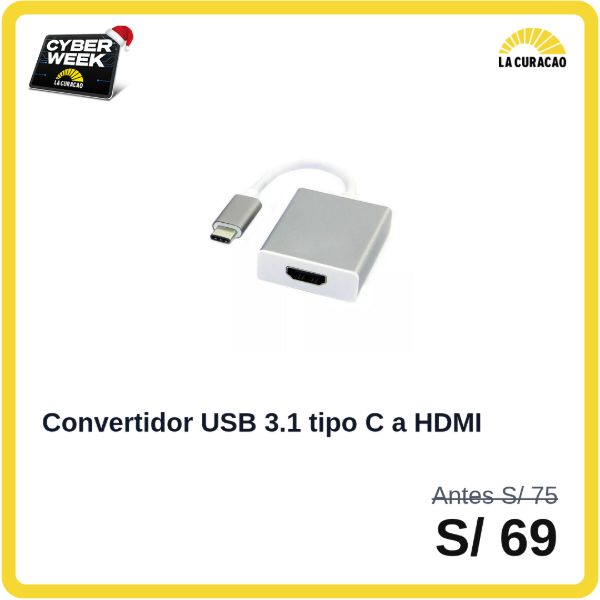 CYBER
WEEK
LA CURACAO
LA CURACAO
Convertidor USB 3.1 tipo C a HDMI
Antes S/ 75
S/ 69